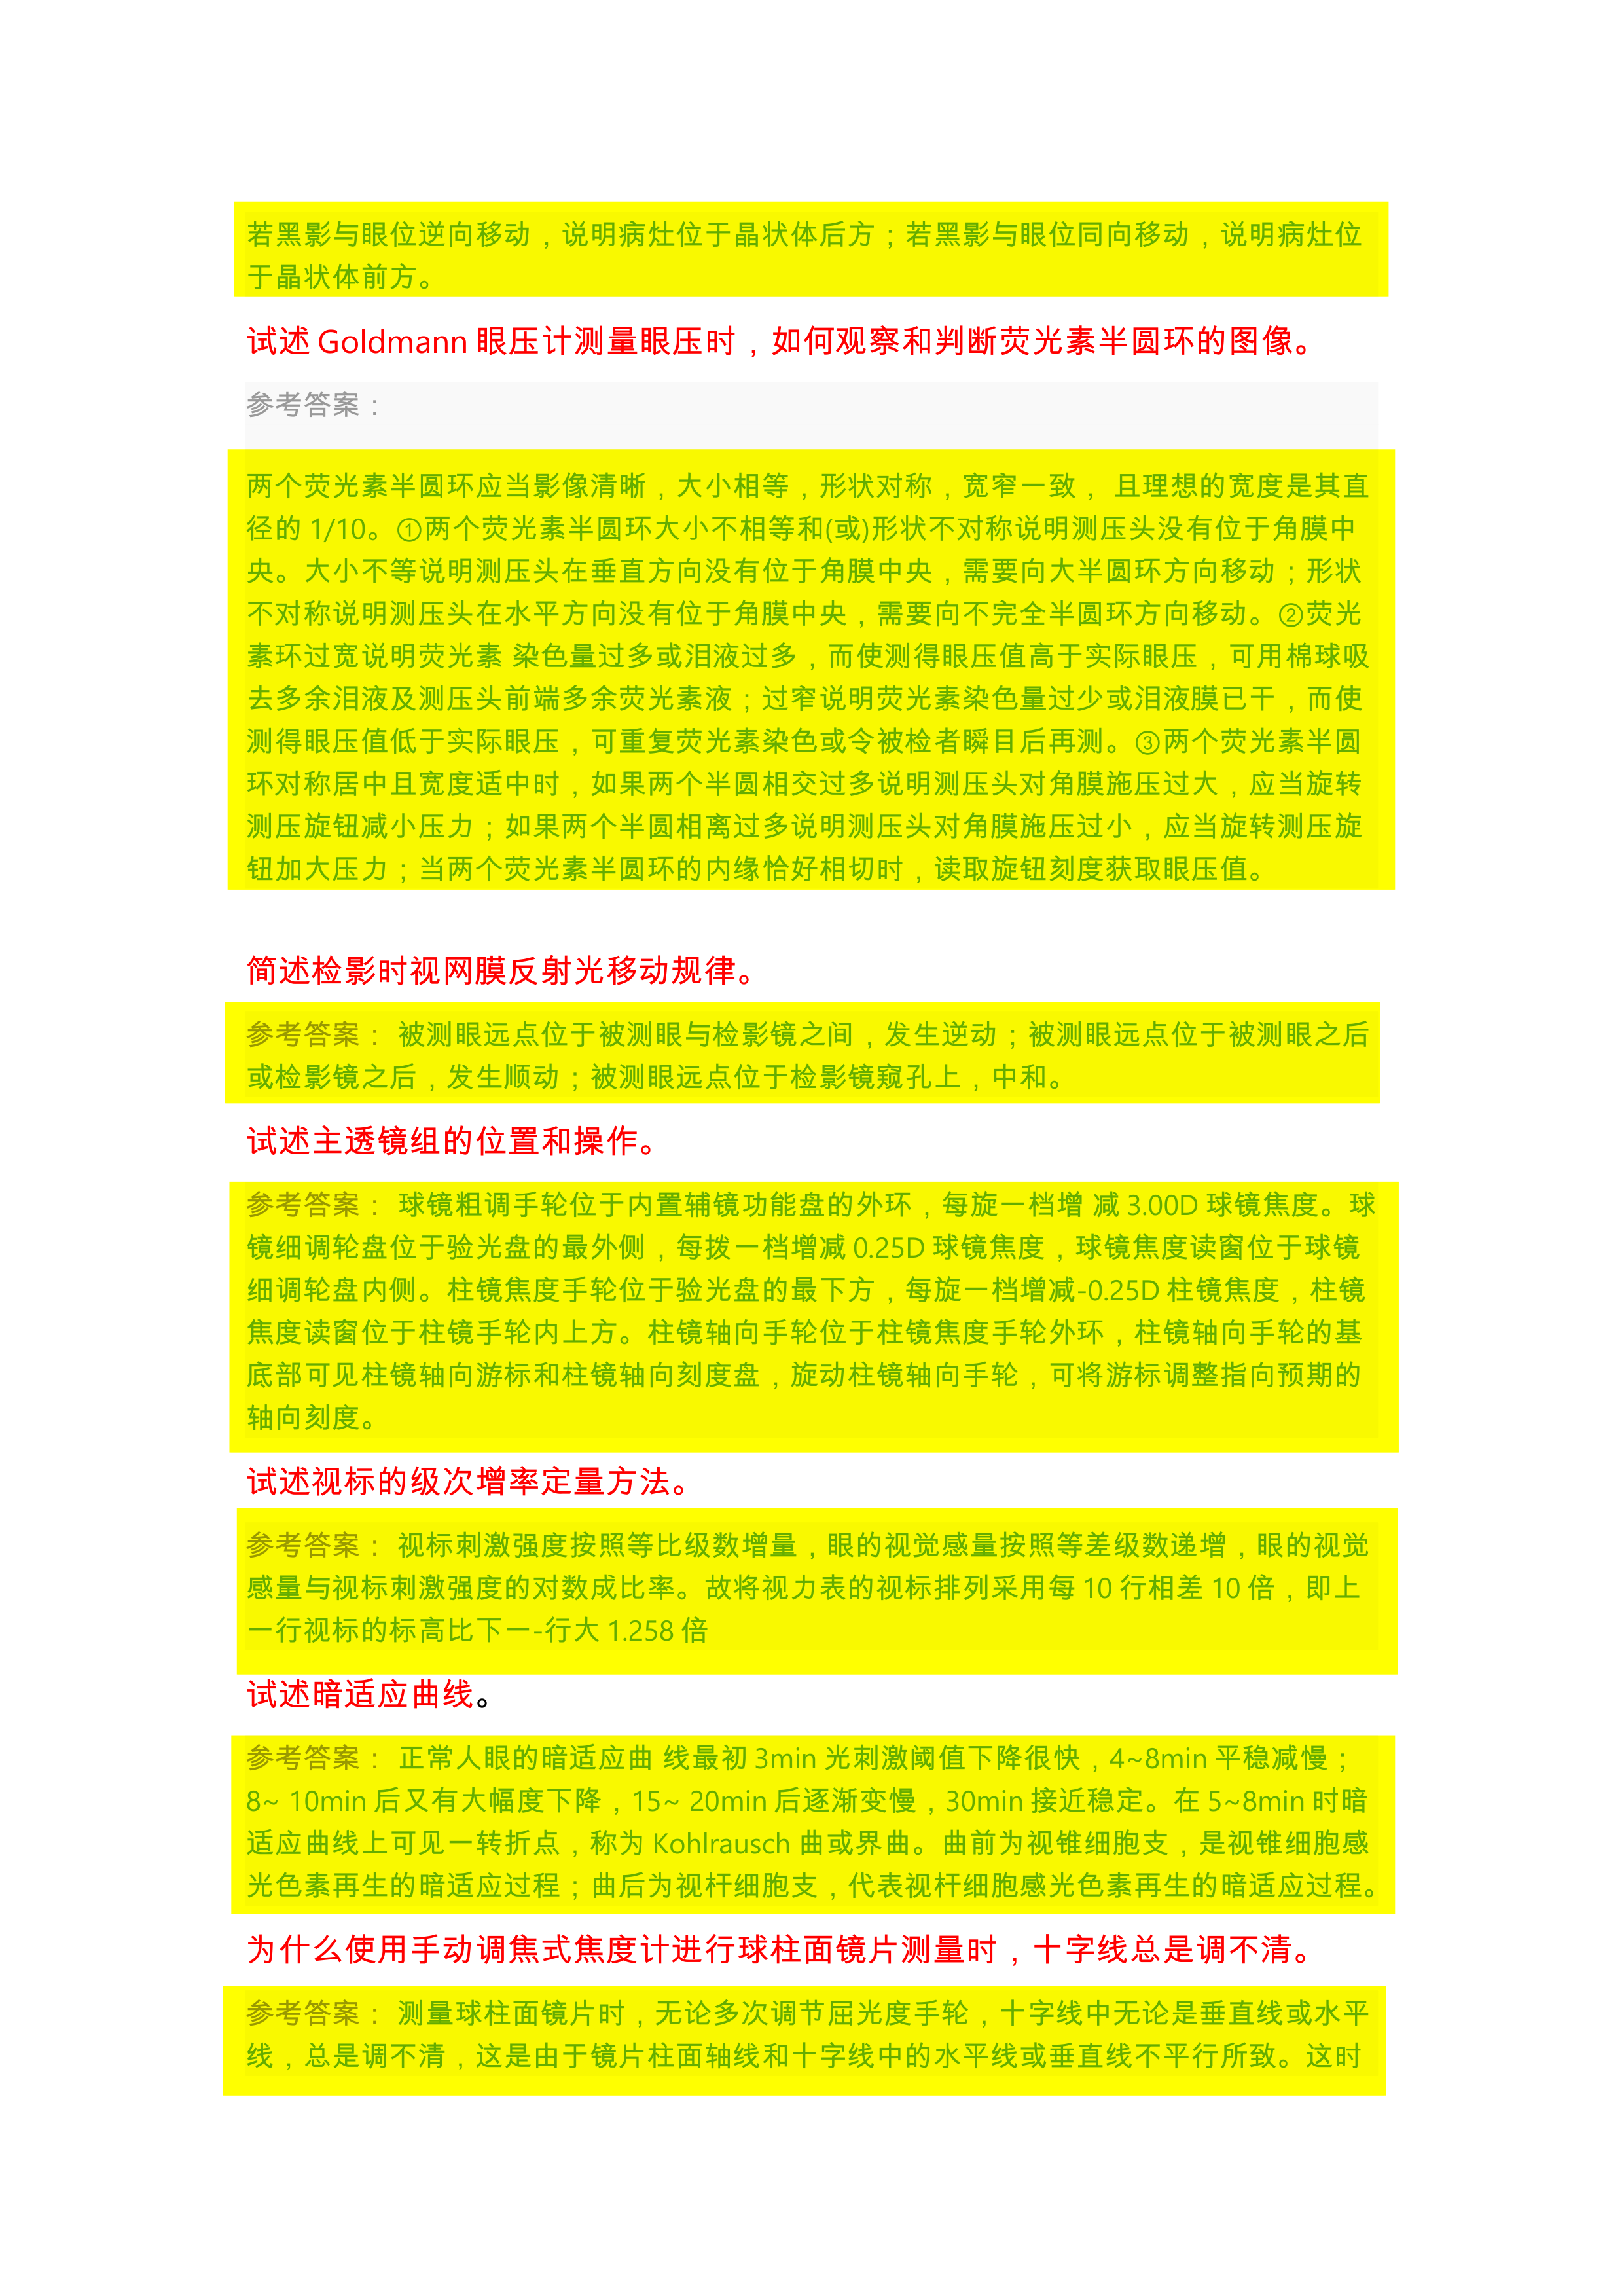 若黑影与眼位逆向移动，说明病灶位于晶状体后方；若黑影与眼位同向移动，说明病灶位
于晶状体前方。
试述 Goldmann 眼压计测量眼压时，如何观察和判断荧光素半圆环的图像。
参考答案：
两个荧光素半圆环应当影像清晰，大小相等，形状对称，宽窄一致， 且理想的宽度是其直
径的 1/10。①两个荧光素半圆环大小不相等和(或)形状不对称说明测压头没有位于角膜中
央。大小不等说明测压头在垂直方向没有位于角膜中央，需要向大半圆环方向移动；形状
不对称说明测压头在水平方向没有位于角膜中央，需要向不完全半圆环方向移动。②荧光
素环过宽说明荧光素 染色量过多或泪液过多，而使测得眼压值高于实际眼压，可用棉球吸
去多余泪液及测压头前端多余荧光素液；过窄说明荧光素染色量过少或泪液膜已干，而使
测得眼压值低于实际眼压，可重复荧光素染色或令被检者瞬目后再测。③两个荧光素半圆
环对称居中且宽度适中时，如果两个半圆相交过多说明测压头对角膜施压过大，应当旋转
测压旋钮减小压力；如果两个半圆相离过多说明测压头对角膜施压过小，应当旋转测压旋
钮加大压力；当两个荧光素半圆环的内缘恰好相切时，读取旋钮刻度获取眼压值。
简述检影时视网膜反射光移动规律。
参考答案： 被测眼远点位于被测眼与检影镜之间，发生逆动；被测眼远点位于被测眼之后
或检影镜之后，发生顺动；被测眼远点位于检影镜窥孔上，中和。
试述主透镜组的位置和操作。
参考答案： 球镜粗调手轮位于内置辅镜功能盘的外环，每旋一档增 减 3.00D 球镜焦度。球
镜细调轮盘位于验光盘的最外侧，每拨一档增减 0.25D 球镜焦度，球镜焦度读窗位于球镜
细调轮盘内侧。柱镜焦度手轮位于验光盘的最下方，每旋一档增减-0.25D 柱镜焦度，柱镜
焦度读窗位于柱镜手轮内上方。柱镜轴向手轮位于柱镜焦度手轮外环，柱镜轴向手轮的基
底部可见柱镜轴向游标和柱镜轴向刻度盘，旋动柱镜轴向手轮，可将游标调整指向预期的
轴向刻度。
试述视标的级次增率定量方法。
参考答案： 视标刺激强度按照等比级数增量，眼的视觉感量按照等差级数递增，眼的视觉
感量与视标刺激强度的对数成比率。故将视力表的视标排列采用每 10 行相差 10 倍，即上
一行视标的标高比下一-行大 1.258 倍
试述暗适应曲线。
参考答案： 正常人眼的暗适应曲 线最初 3min 光刺激阈值下降很快，4~8min 平稳减慢；
8~ 10min 后又有大幅度下降，15~ 20min 后逐渐变慢，30min 接近稳定。在 5~8min 时暗
适应曲线上可见一转折点，称为 Kohlrausch 曲或界曲。曲前为视锥细胞支，是视锥细胞感
光色素再生的暗适应过程；曲后为视杆细胞支，代表视杆细胞感光色素再生的暗适应过程。
为什么使用手动调焦式焦度计进行球柱面镜片测量时，十字线总是调不清。
参考答案： 测量球柱面镜片时，无论多次调节屈光度手轮，十字线中无论是垂直线或水平
线，总是调不清，这是由于镜片柱面轴线和十字线中的水平线或垂直线不平行所致。这时